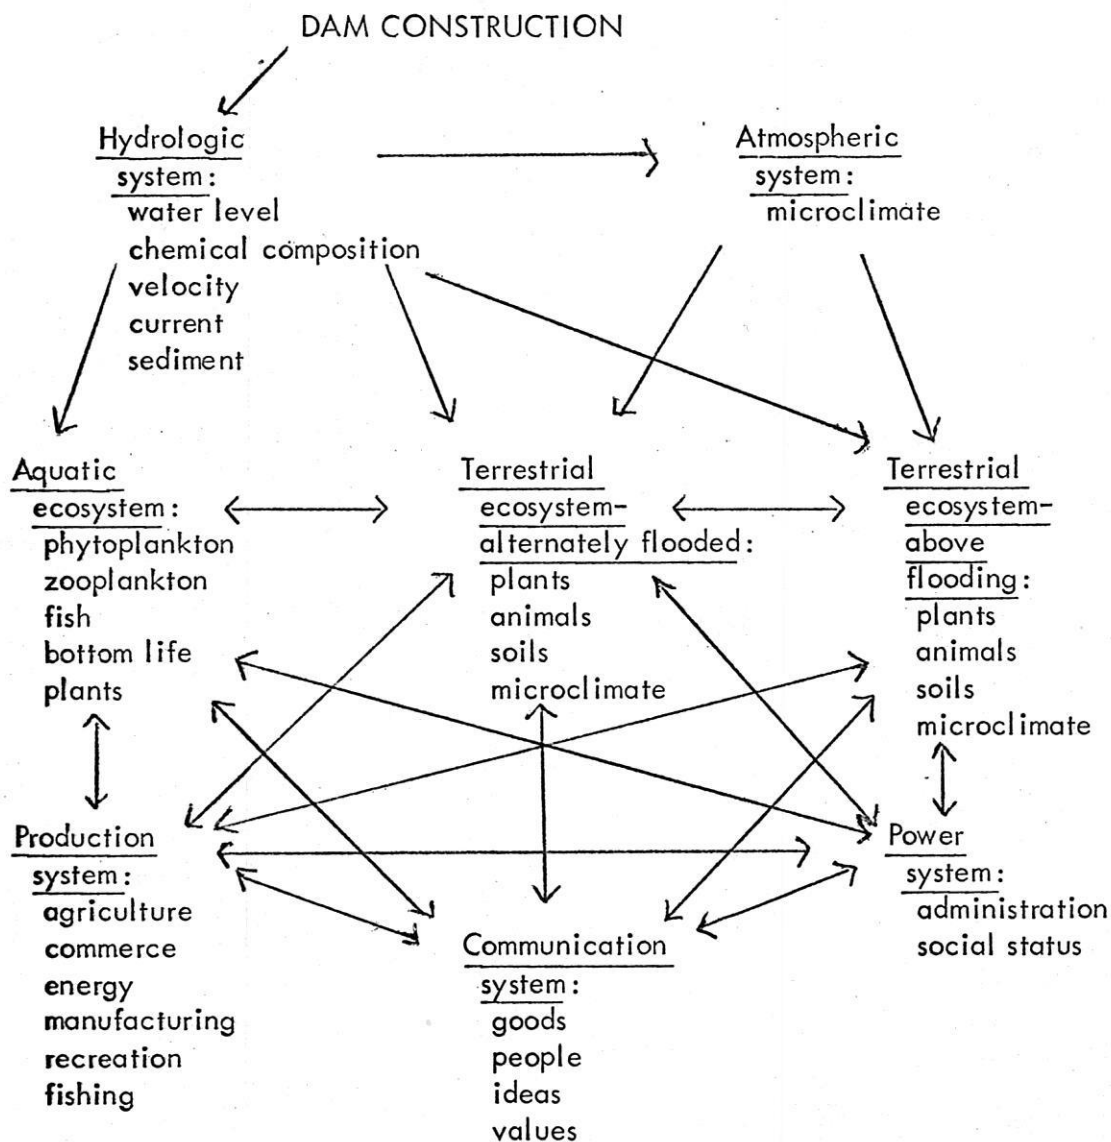 DAM CONSTRUCTION
Hydrologic
system:
water level
chemical composition
velocity
current
sediment
Atmospheric
system:
microclimate
Aquatic
ecosystem:
phytoplankton
zooplankton
fish
bottom life
plants
Terrestrial
ecosystem-
alternately flooded:
plants
animals
soils
microclimate
Terrestrial
ecosystem-
above
flooding:
plants
animals
soils
microclimate
Production
system:
agriculture
commerce
energy
manufacturing
recreation
fishing
Communication
system:
goods
people
ideas
values
Power
system:
administration
social status